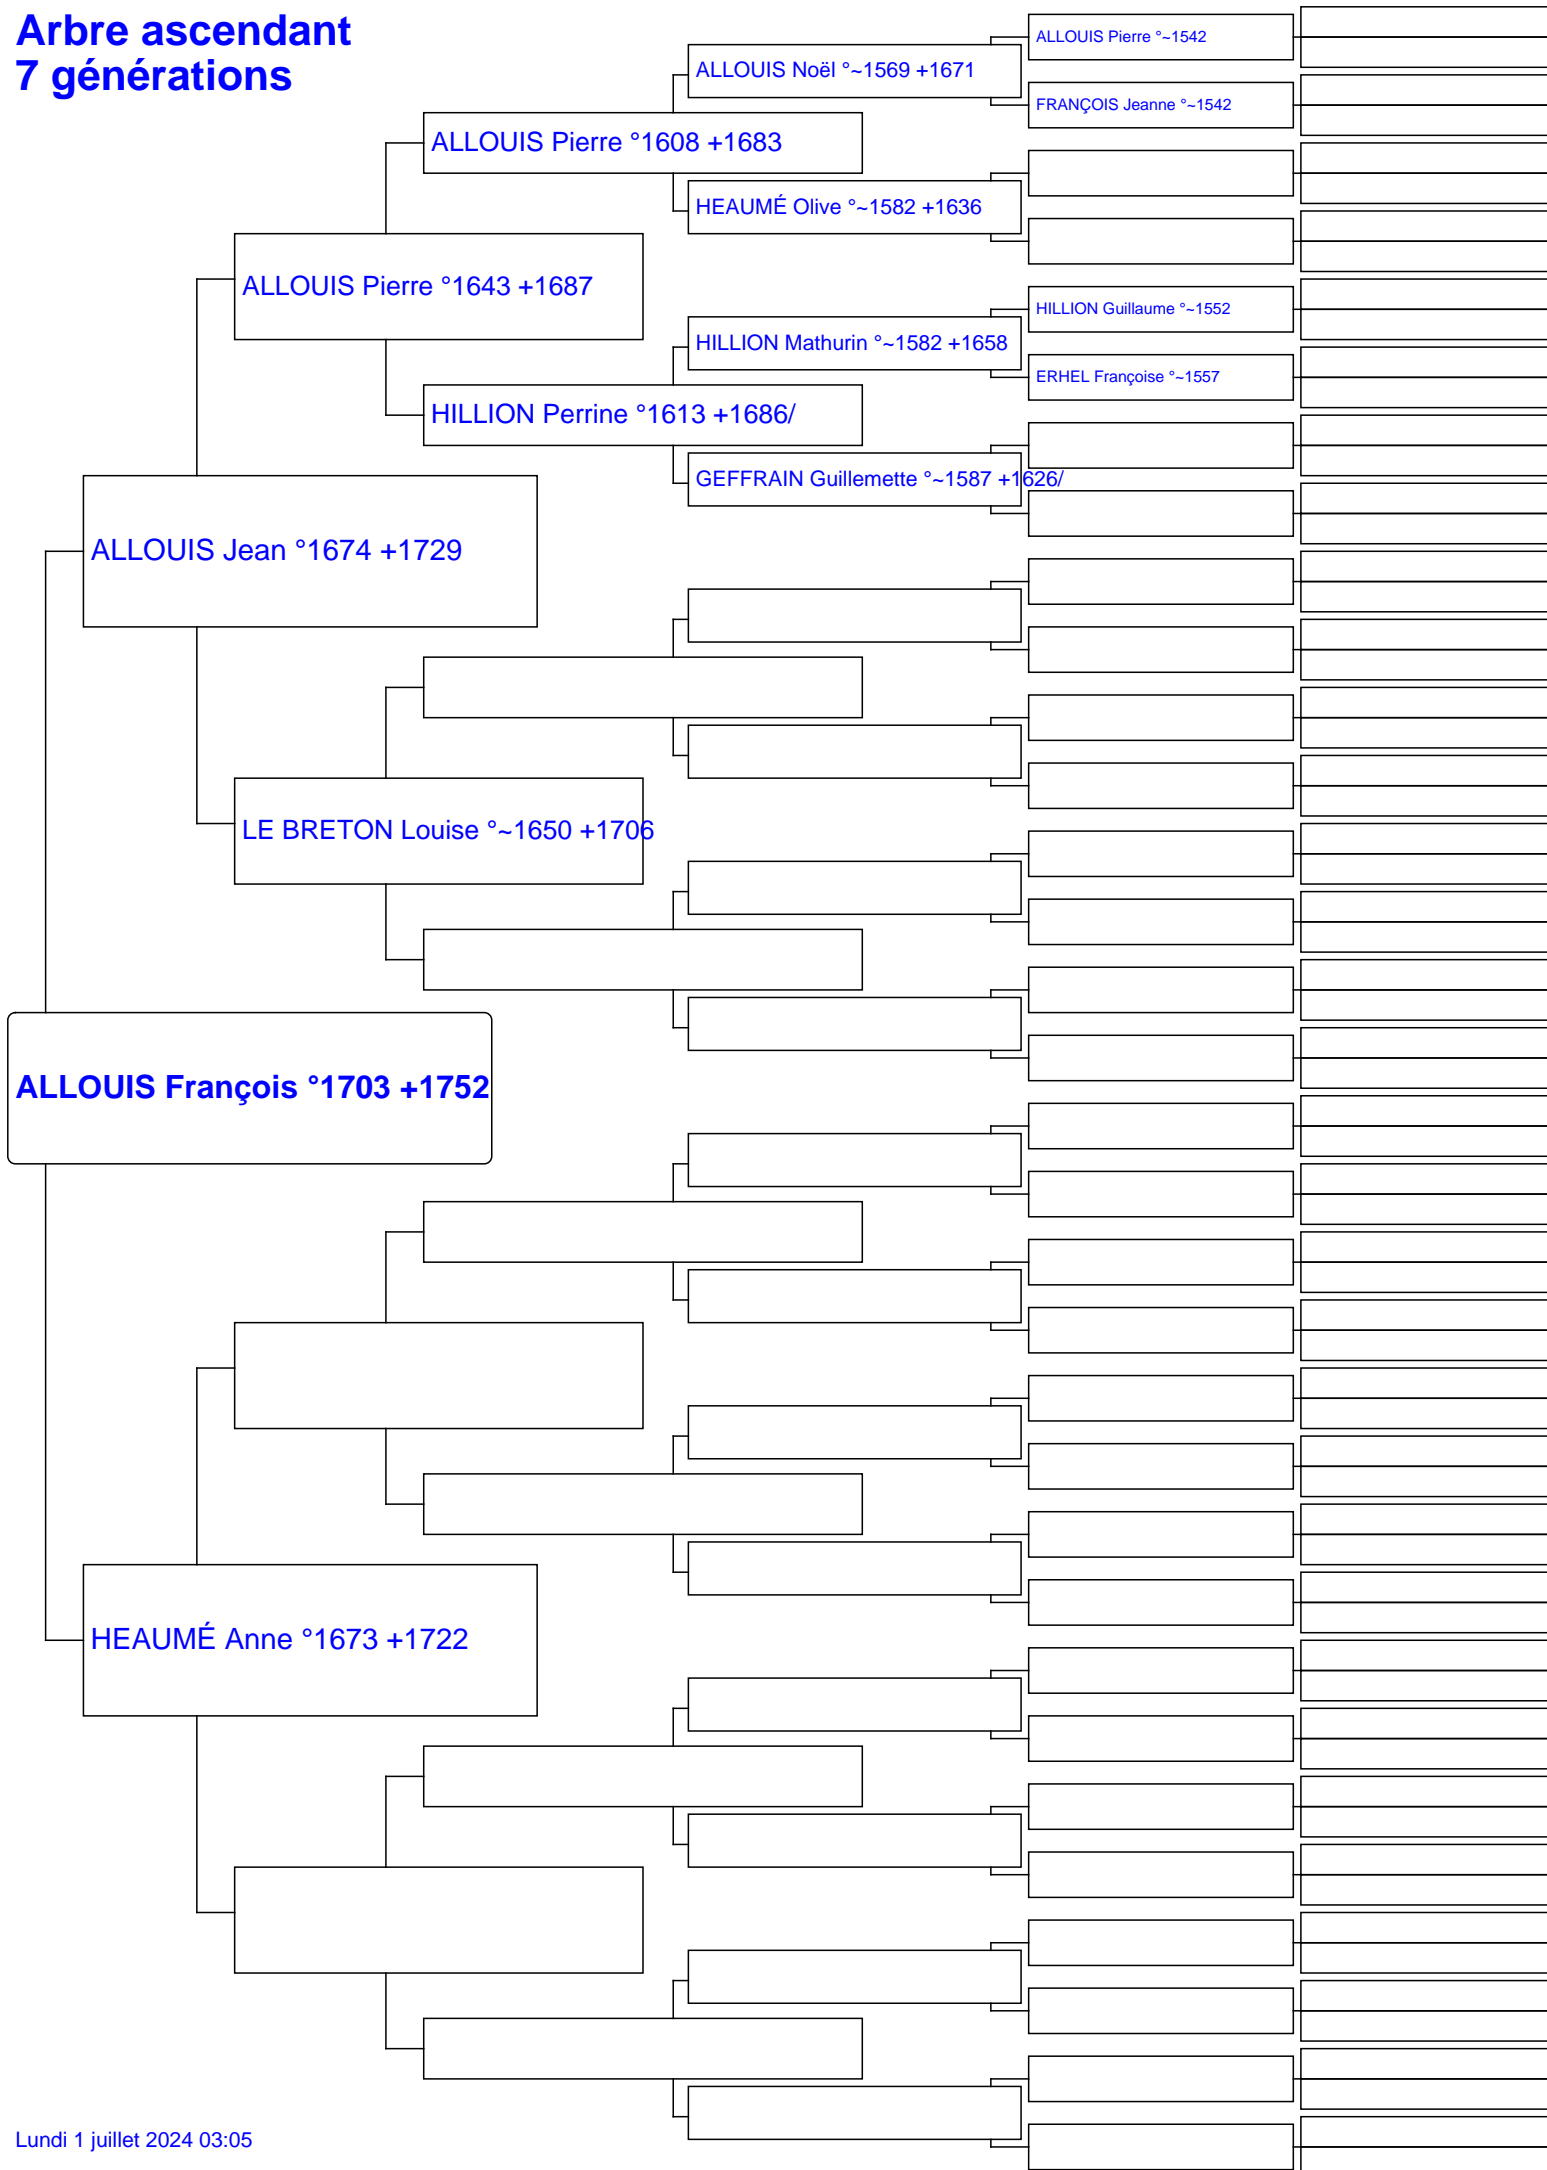 Arbre ascendant
7 générations
ALLOUIS Pierre °~1542
ALLOUIS Noël °~1569 +1671
FRANÇOIS Jeanne °~1542
ALLOUIS Pierre °1608 +1683
HEAUMÉ Olive °~1582 +1636
ALLOUIS Pierre °1643 +1687
HILLION Guillaume °~1552
HILLION Mathurin °~1582 +1658
ERHEL Françoise °~1557
HILLION Perrine °1613 +1686/
GEFFRAIN Guillemette °~1587 +1626/
ALLOUIS Jean °1674 +1729
LE BRETON Louise °~1650 +1706
ALLOUIS François °1703 +1752
HEAUMÉ Anne °1673 +1722
Lundi 1 juillet 2024 03:05